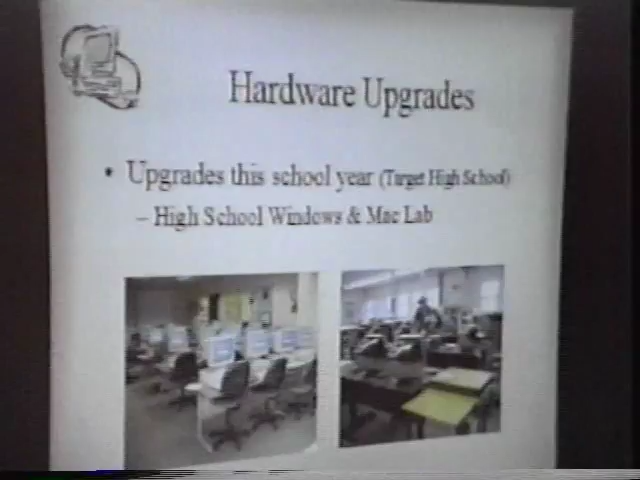 Hardware Upgrades
• Upgrades this school year (Target High School)
– High School Windows & Mac Lab